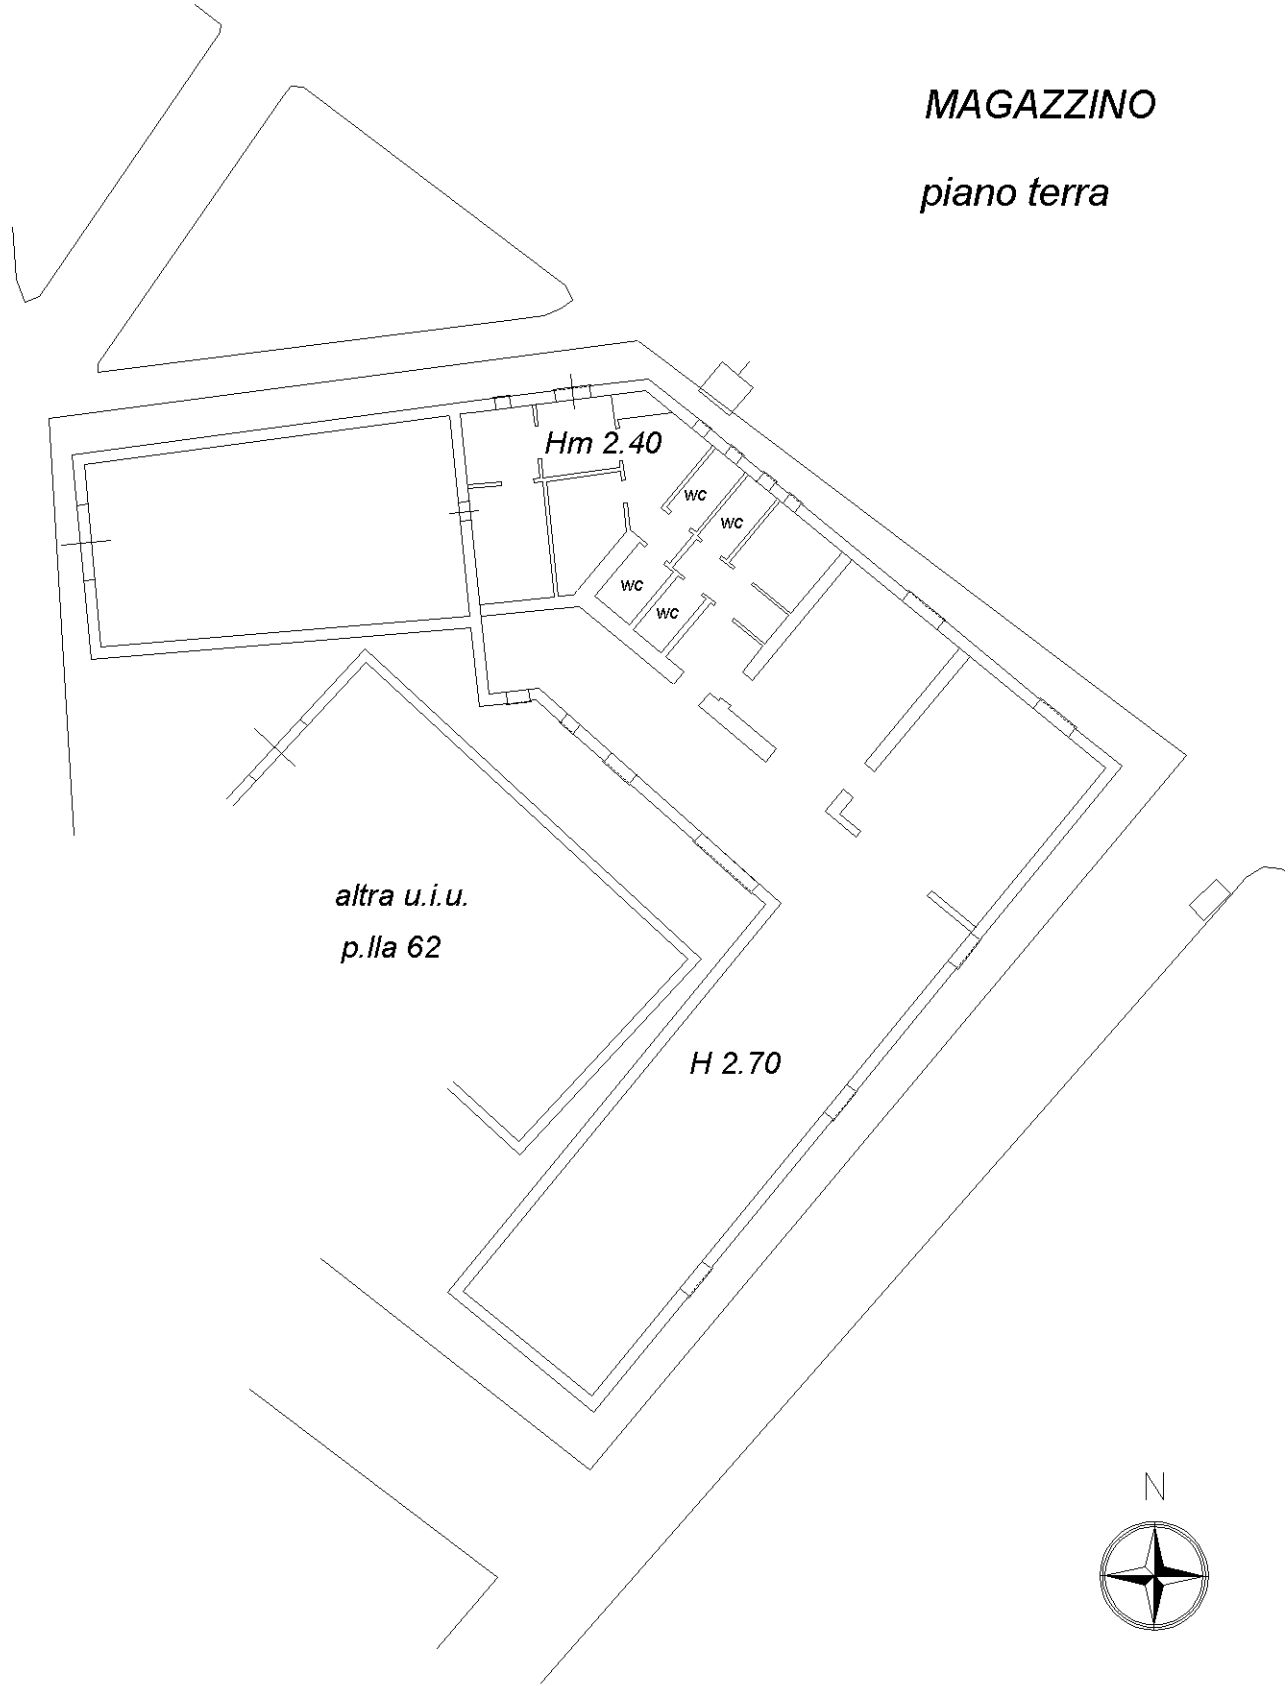 MAGAZZINO
piano terra
Hm 2.40
wc
wc
wc
wc
altra u.i.u.
p.lla 62
H 2.70
N